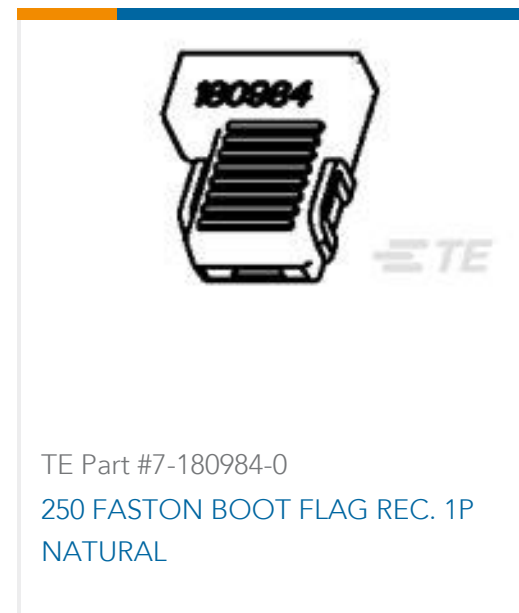 180984
TE
TE Part #7-180984-0
250 FASTON BOOT FLAG REC. 1P
NATURAL